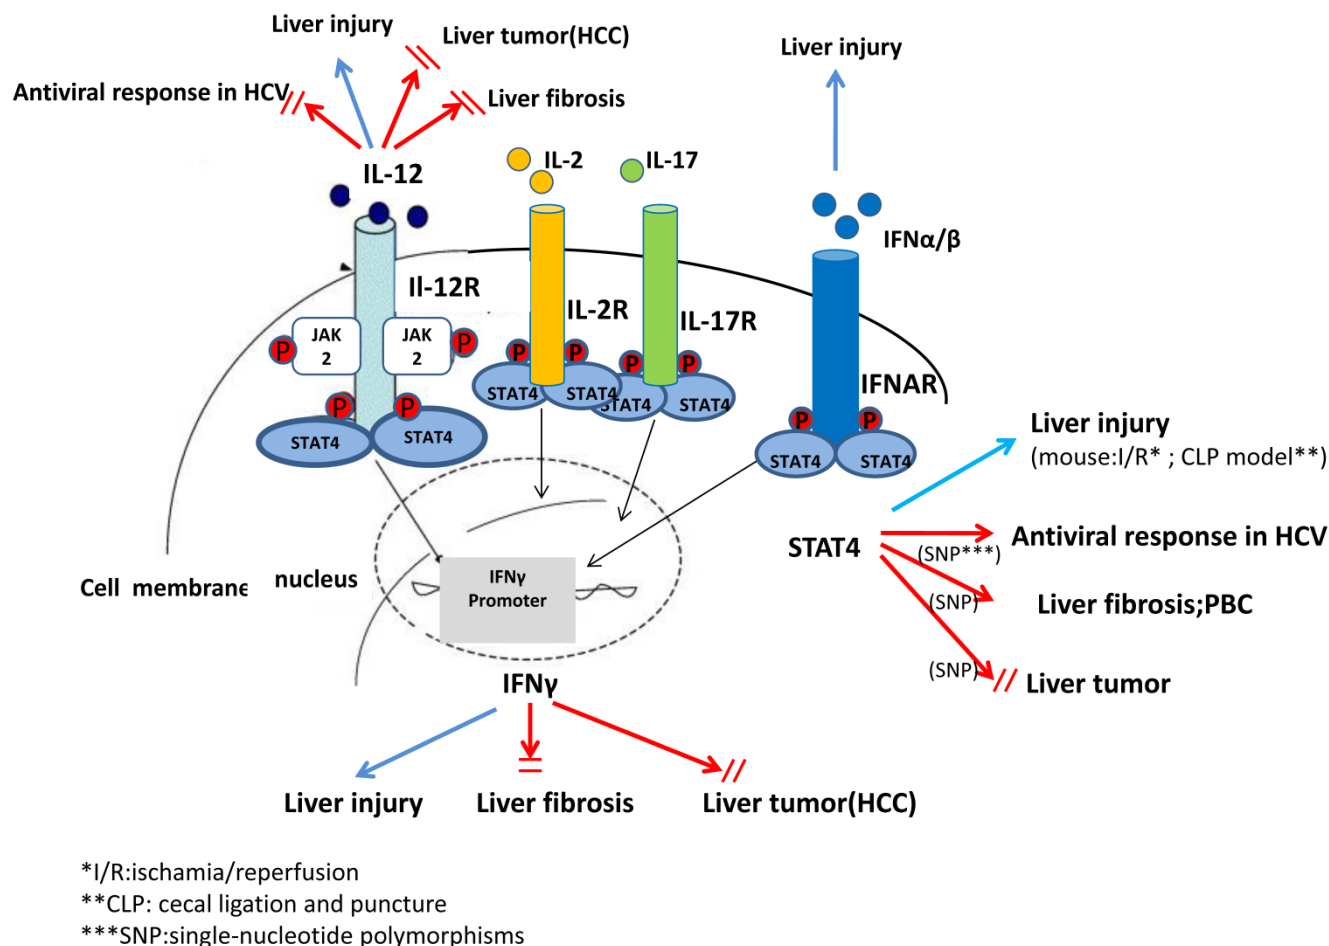 Liver injury
Liver tumor(HCC)
Antiviral response in HCV
Liver fibrosis
Liver injury
IL-12
IL-2
IL-17
IFNα/β
Il-12R
IL-2R
IL-17R
IFNAR
JAK
2
JAK
2
P
P
P
P
P
P
P
P
P
P
STAT4
STAT4
STAT4
STAT4
STAT4
STAT4
STAT4
STAT4
Liver injury
(mouse:I/R* ; CLP model**)
STAT4
Antiviral response in HCV
(SNP***)
Liver fibrosis;PBC
(SNP)
Liver tumor
(SNP)
Cell membrane
nucleus
IFNγ
Promoter
IFNγ
Liver injury
Liver fibrosis
Liver tumor(HCC)
*I/R:ischamia/reperfusion
**CLP: cecal ligation and puncture
***SNP:single-nucleotide polymorphisms